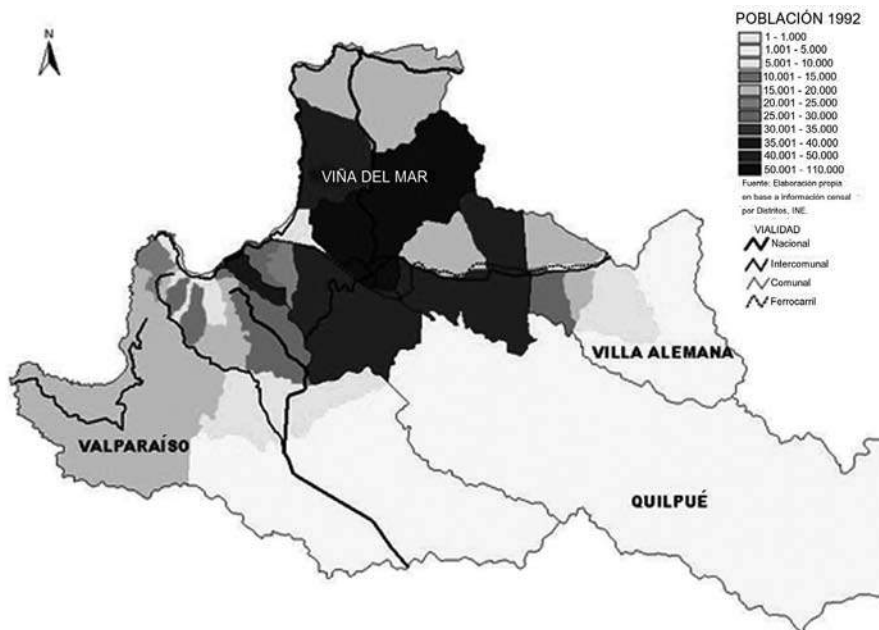 N
POBLACIÓN 1992
1 - 1.000
1.001 - 5.000
5.001 - 10.000
10.001 - 15.000
15.001 - 20.000
20.001 - 25.000
25.001 - 30.000
30.001 - 35.000
35.001 - 40.000
40.001 - 50.000
50.001 - 110.000
Fuente: Elaboración propia
en base a información censal
por Distritos, INE.
VIALIDAD
Nacional
Intercomunal
Comunal
Ferrocarril
VIÑA DEL MAR
VILLA ALEMANA
VALPARAÍSO
QUILPUÉ